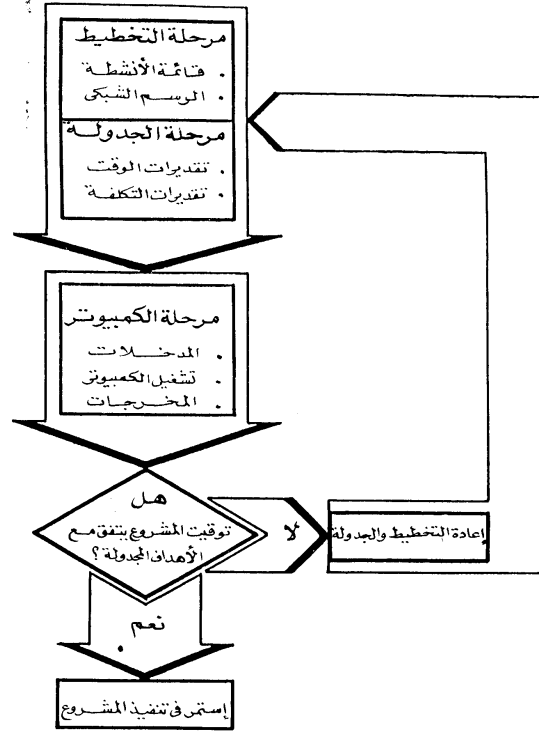 مرحلة التخطيط
. قائمة الأنشطة
. الرسم الشبكى
مرحلة الجدولة
. تقديرات الوقت
. تقديرات التكلفة
مرحلة الكمبيوتر
. المدخلات
. تشغيل الكمبيوتر
. المخرجات
هل
توقيت المشروع يتفق مع
الأهداف المجدولة ؟
لا
إعادة التخطيط والجدولة
نعم
إستمر فى تنفيذ المشروع